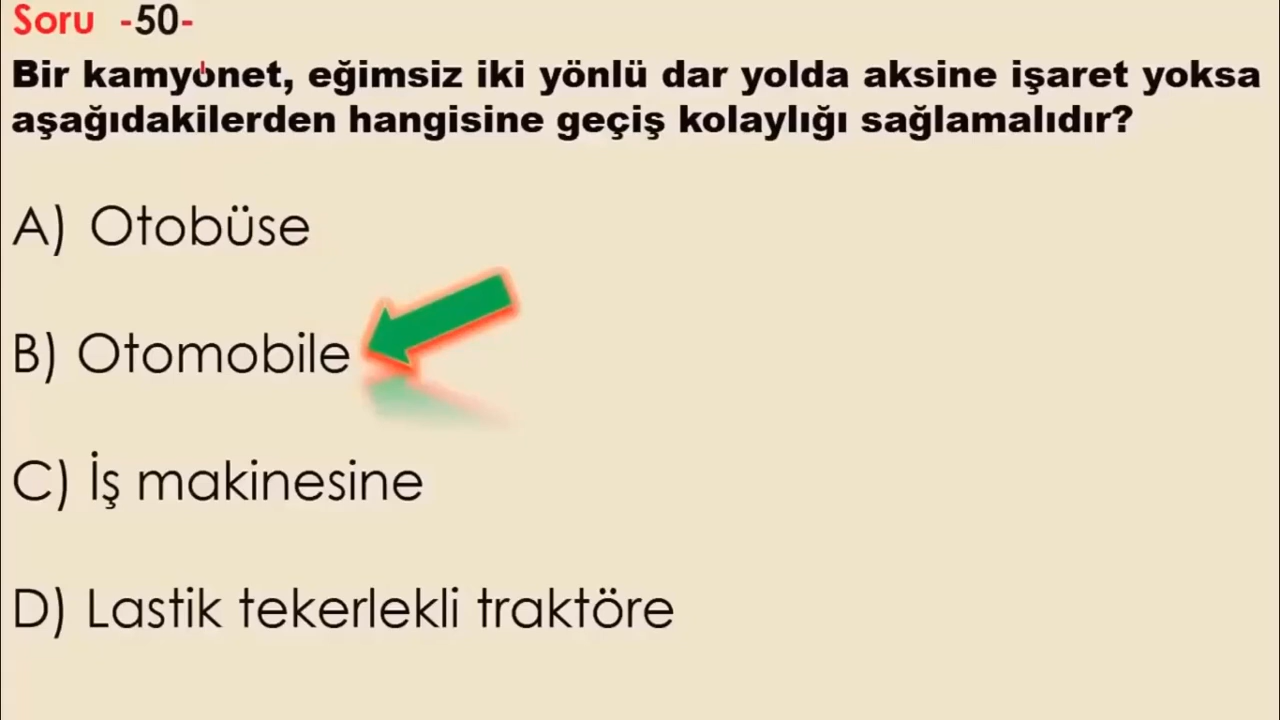 Soru -50-
Bir kamyonet, eğimsiz iki yönlü dar yolda aksine işaret yoksa
aşağıdakilerden hangisine geçiş kolaylığı sağlamalıdır?
A) Otobüse
B) Otomobile
C) İş makinesine
D) Lastik tekerlekli traktöre